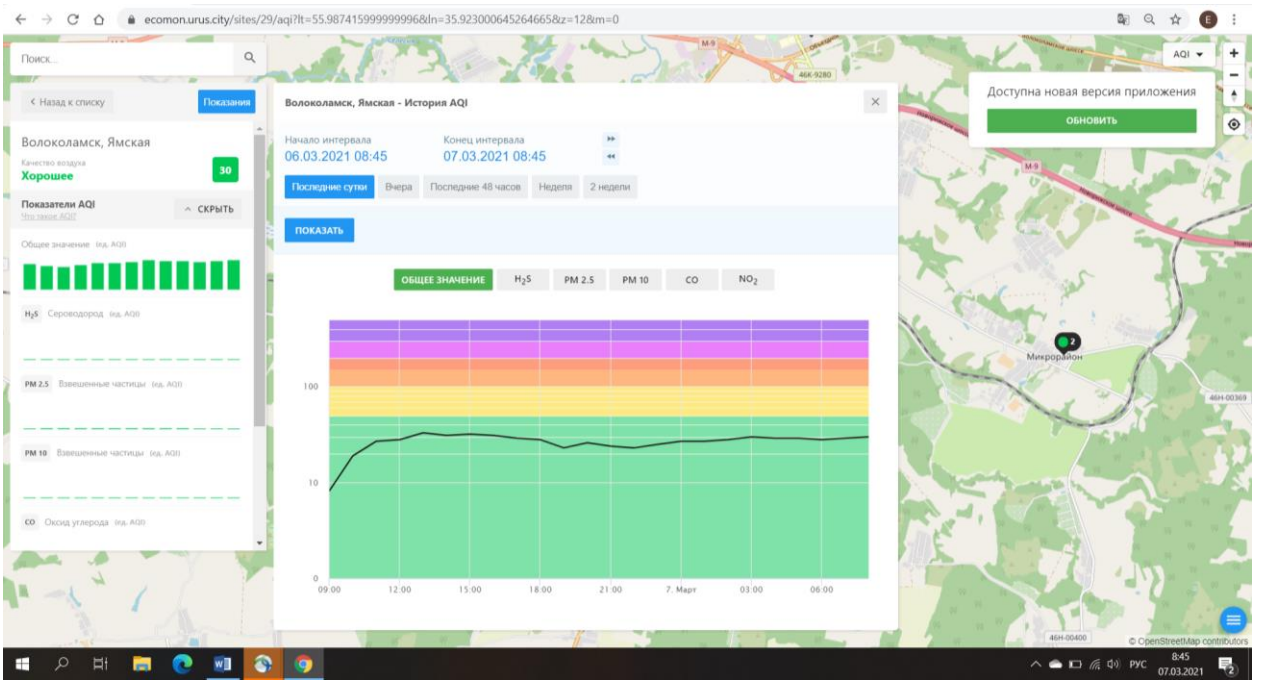 ecomon.urus.city/sites/29/aqi?lt=55.987415999999996&ln=35.923000645264665&z=12&m=0
E
Поиск...
Назад к списку
Показания
Волоколамск, Ямская
Качество воздуха
Хорошее
30
Показатели AQI
Что такое AQI?
СКРЫТЬ
Общее значение (ед. AQI)
H₂S Сероводород (ед. AQI)
PM 2.5 Взвешенные частицы (ед. AQI)
PM 10 Взвешенные частицы (ед. AQI)
CO Оксид углерода (ед. AQI)
Волоколамск, Ямская - История AQI
Начало интервала
Конец интервала
06.03.2021 08:45
07.03.2021 08:45
Последние сутки
Вчера
Последние 48 часов
Неделя
2 недели
ПОКАЗАТЬ
ОБЩЕЕ ЗНАЧЕНИЕ
H₂S
PM 2.5
PM 10
CO
NO₂
100
10
0
09:00 12:00 15:00 18:00 21:00 7. Март 03:00 06:00
M-9
46K-9280
AQI
Доступна новая версия приложения
ОБНОВИТЬ
M-9
2
Микрорайон
46H-00369
46H-00400
© OpenStreetMap contributors
РУС
8:45
07.03.2021
2